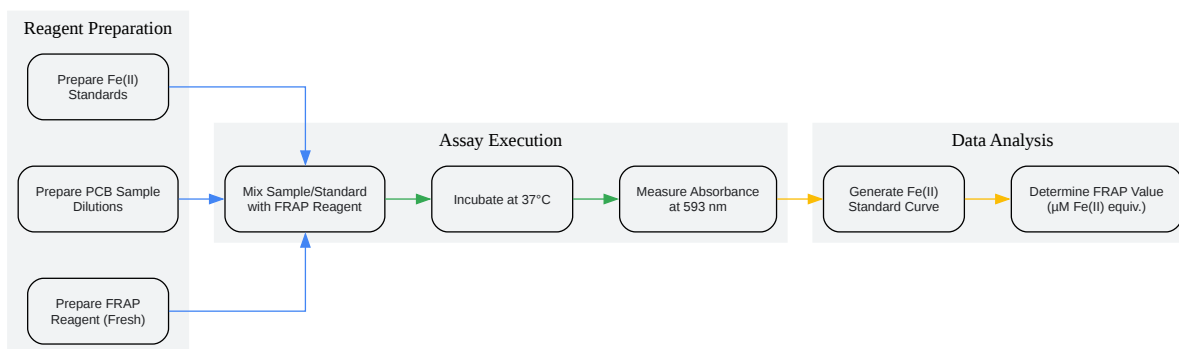 Reagent Preparation
Prepare Fe(II)
Standards
Prepare PCB Sample
Dilutions
Prepare FRAP
Reagent (Fresh)
Assay Execution
Mix Sample/Standard
with FRAP Reagent
Incubate at 37°C
Measure Absorbance
at 593 nm
Data Analysis
Generate Fe(II)
Standard Curve
Determine FRAP Value
(µM Fe(II) equiv.)